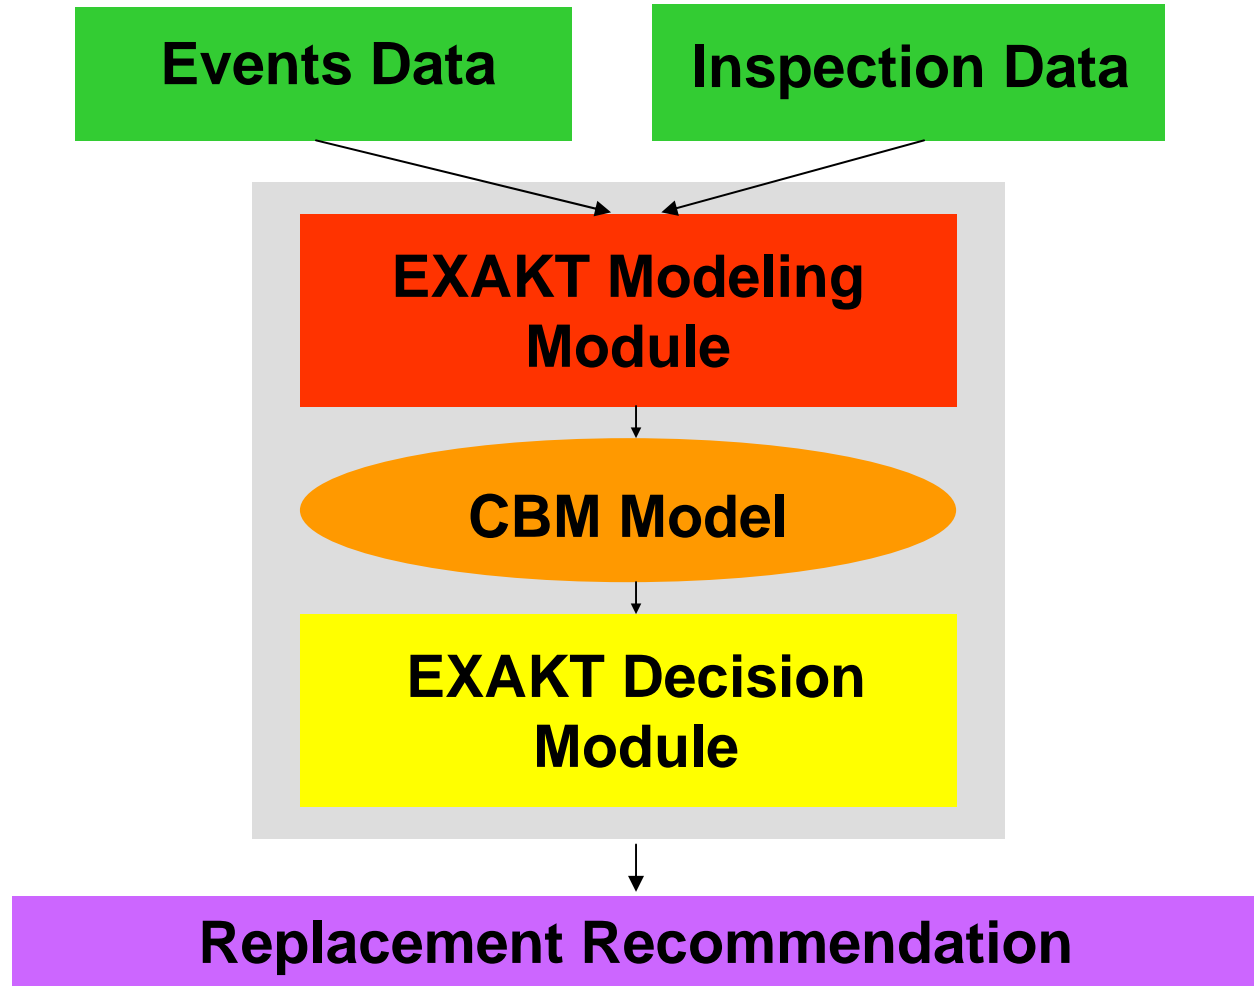 Events Data
Inspection Data
EXAKT Modeling
Module
CBM Model
EXAKT Decision
Module
Replacement Recommendation